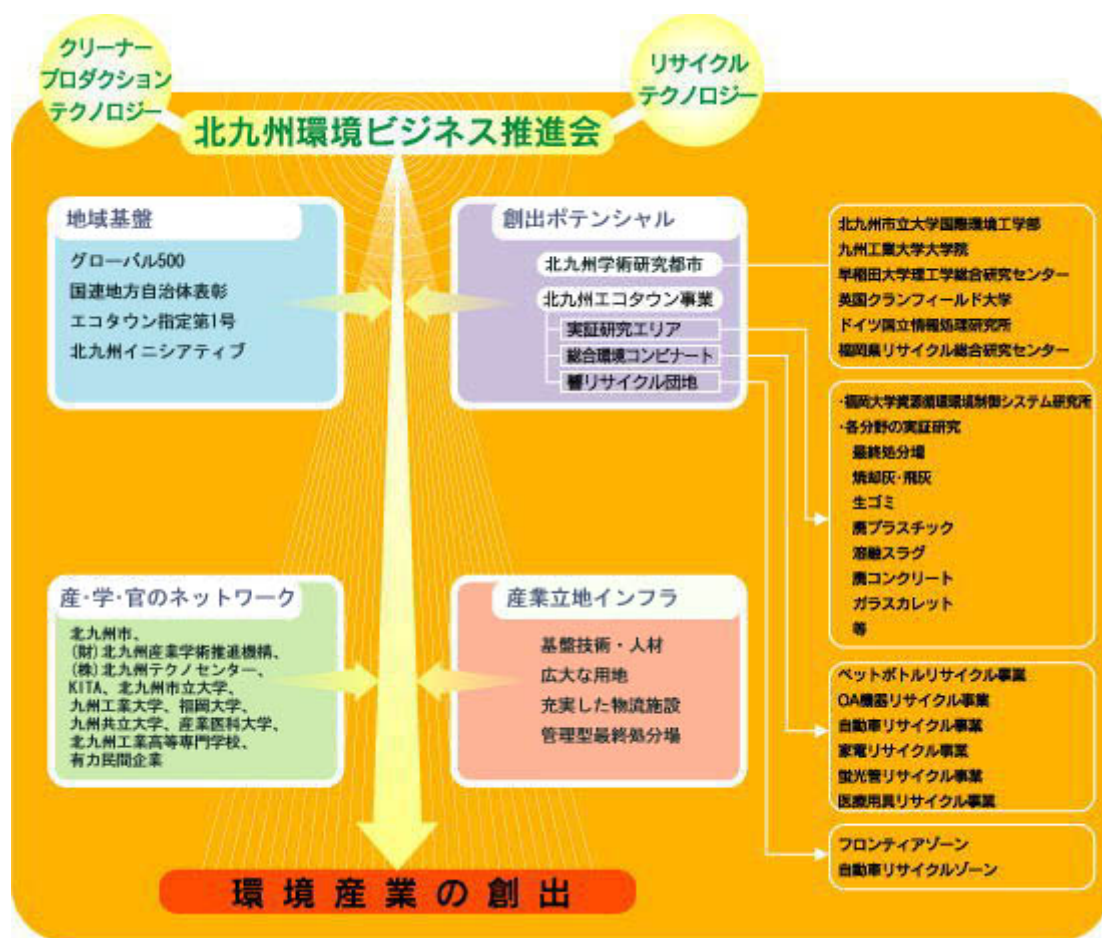 クリーナー
プロダクション
テクノロジー
リサイクル
テクノロジー
北九州環境ビジネス推進会
地域基盤
グローバル500
国連地方自治体表彰
エコタウン指定第1号
北九州イニシアティブ
創出ポテンシャル
北九州学術研究都市
北九州エコタウン事業
実証研究エリア
総合環境コンビナート
響リサイクル団地
北九州市立大学国際環境工学部
九州工業大学大学院
早稲田大学理工学総合研究センター
英国クランフィールド大学
ドイツ国立情報処理研究所
福岡県リサイクル総合研究センター
・福岡大学資源循環環境制御システム研究所
・各分野の実証研究
最終処分場
焼却灰・飛灰
生ゴミ
廃プラスチック
溶融スラグ
廃コンクリート
ガラスカレット
等
産・学・官のネットワーク
北九州市、
(財)北九州産業学術推進機構、
(株)北九州テクノセンター、
KITA、北九州市立大学、
九州工業大学、福岡大学、
九州共立大学、産業医科大学、
北九州工業高等専門学校、
有力民間企業
産業立地インフラ
基盤技術・人材
広大な用地
充実した物流施設
管理型最終処分場
ペットボトルリサイクル事業
OA機器リサイクル事業
自動車リサイクル事業
家電リサイクル事業
蛍光管リサイクル事業
医療用具リサイクル事業
フロンティアゾーン
自動車リサイクルゾーン
環境産業の創出